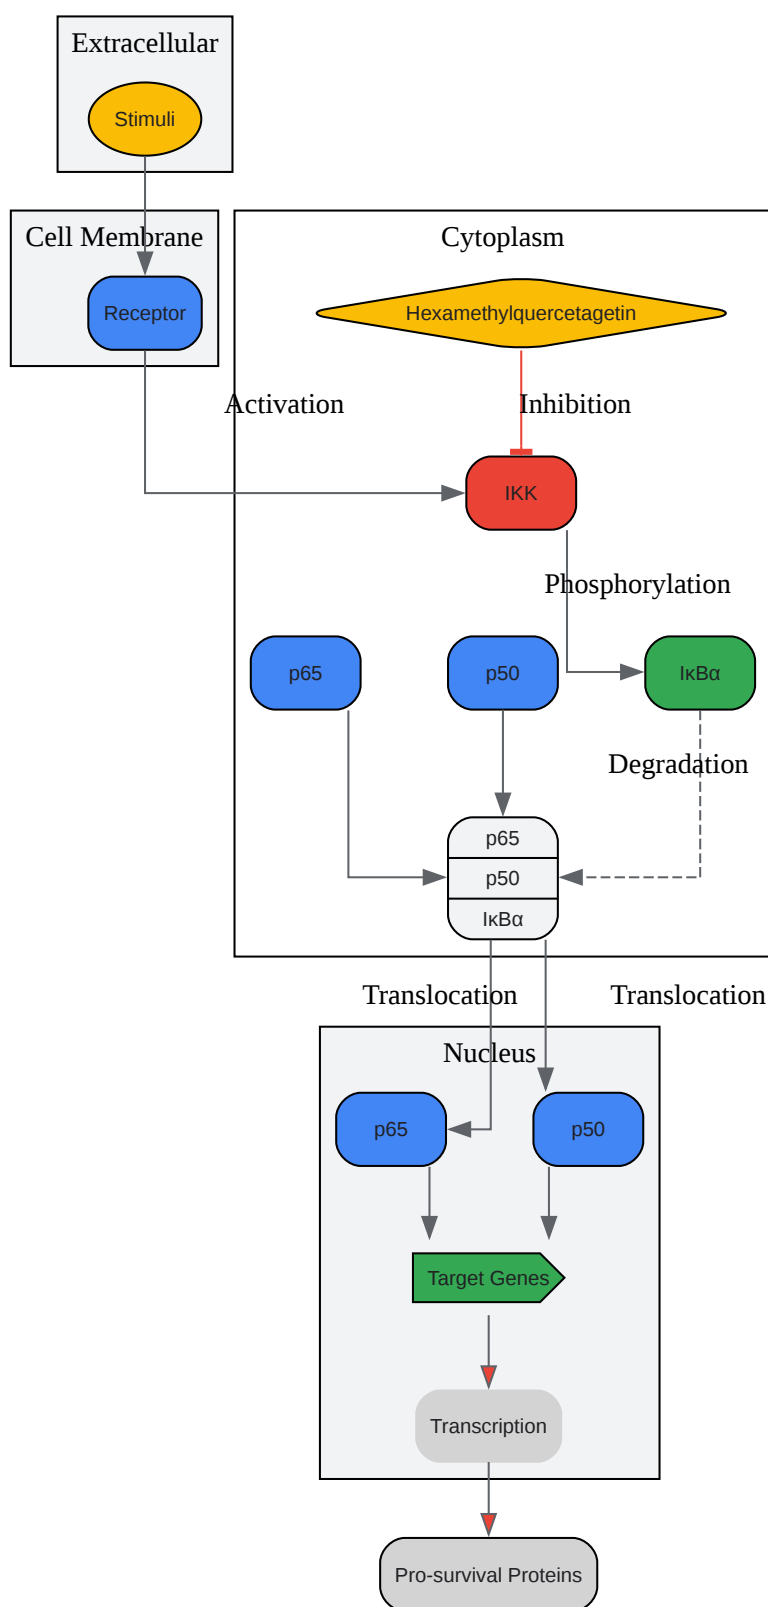 Extracellular
Stimuli
Cell Membrane
Receptor
Cytoplasm
Hexamethylquercetagetin
Activation
Inhibition
IKK
Phosphorylation
p65
p50
IκBα
Degradation
p65
p50
IκBα
Translocation
Translocation
Nucleus
p65
p50
Target Genes
Transcription
Pro-survival Proteins